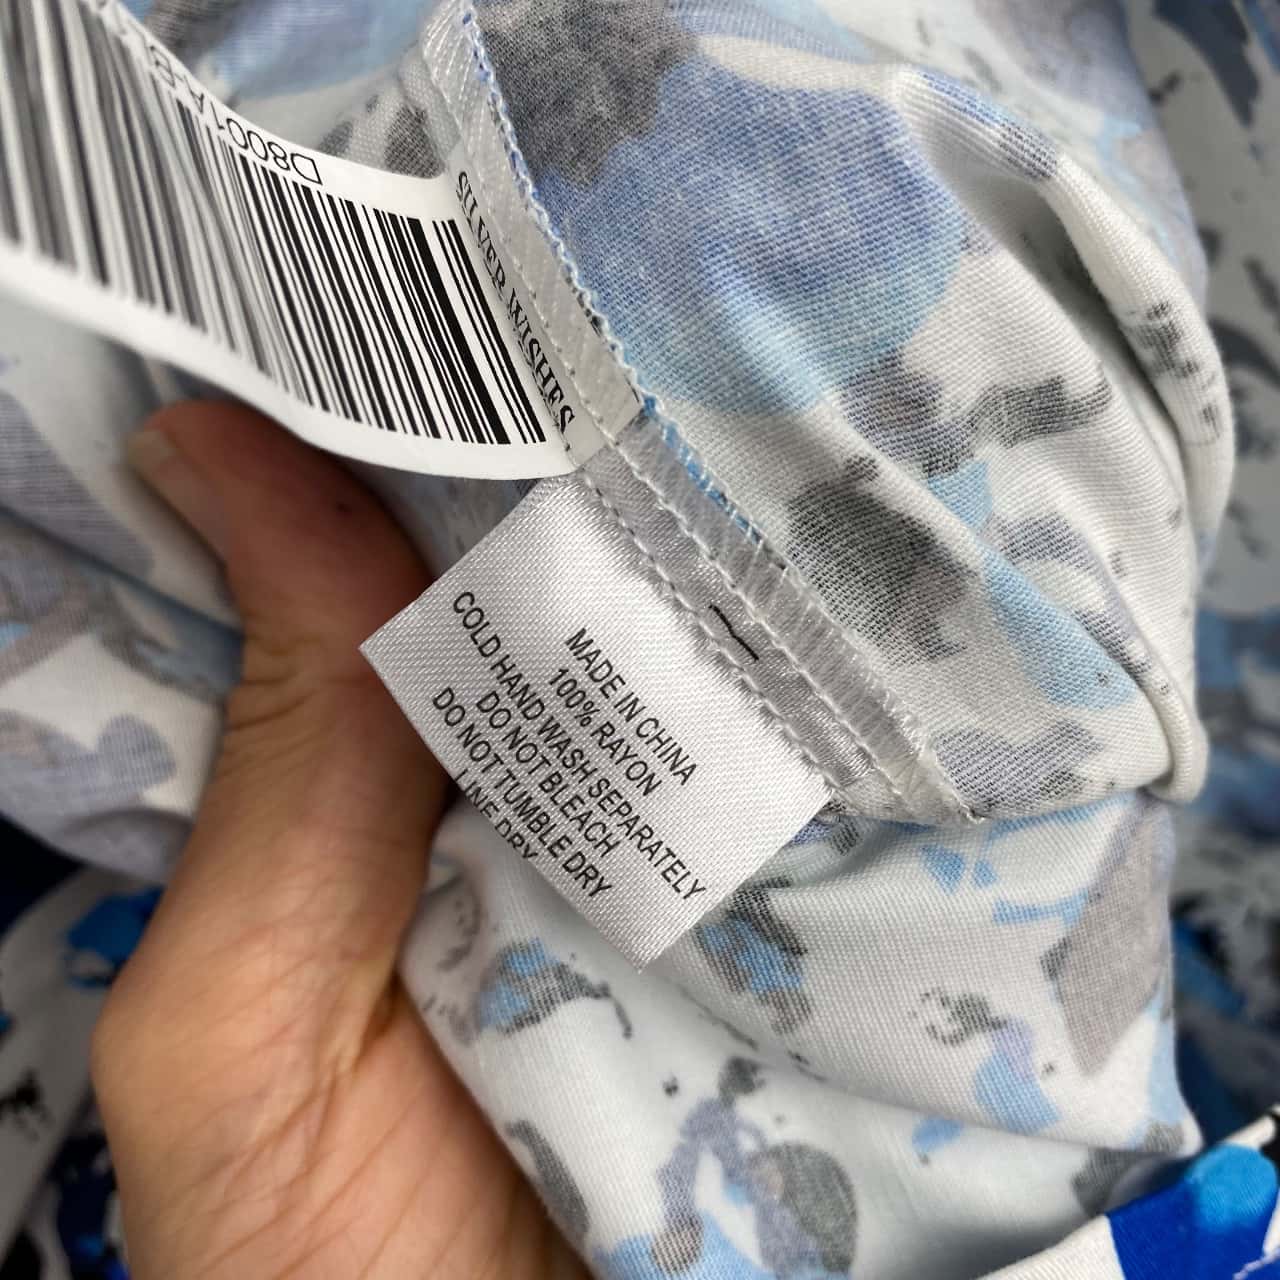 D8001A-B
SILVER WISHES
L
MADE IN CHINA
100% RAYON
COLD HAND WASH SEPARATELY
DO NOT BLEACH
DO NOT TUMBLE DRY
LINE DRY